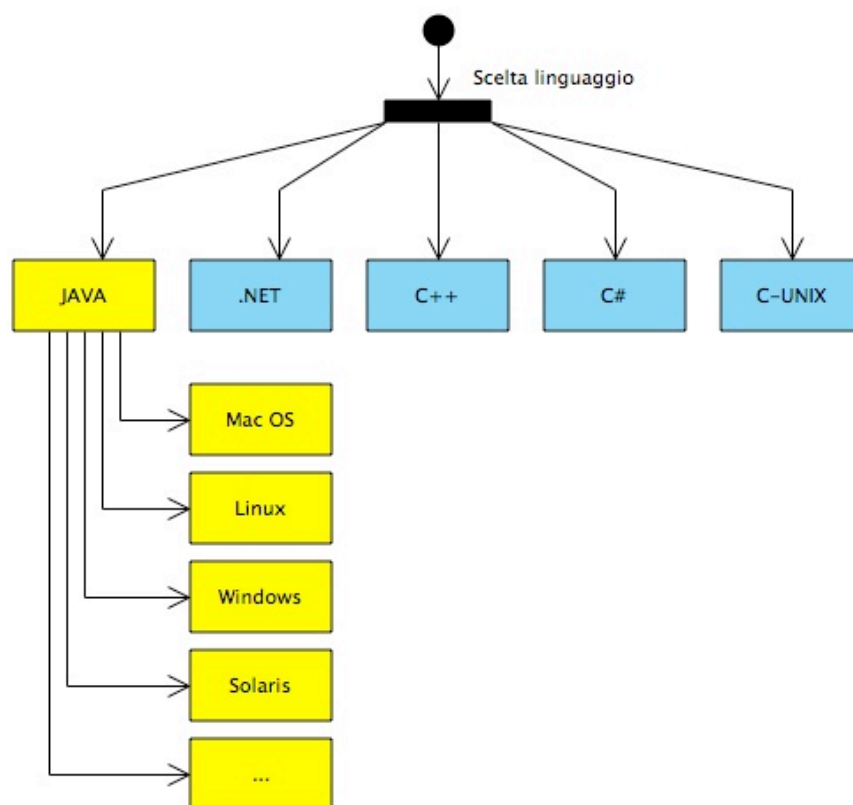 Scelta linguaggio
JAVA
.NET
C++
C#
C-UNIX
Mac OS
Linux
Windows
Solaris
...